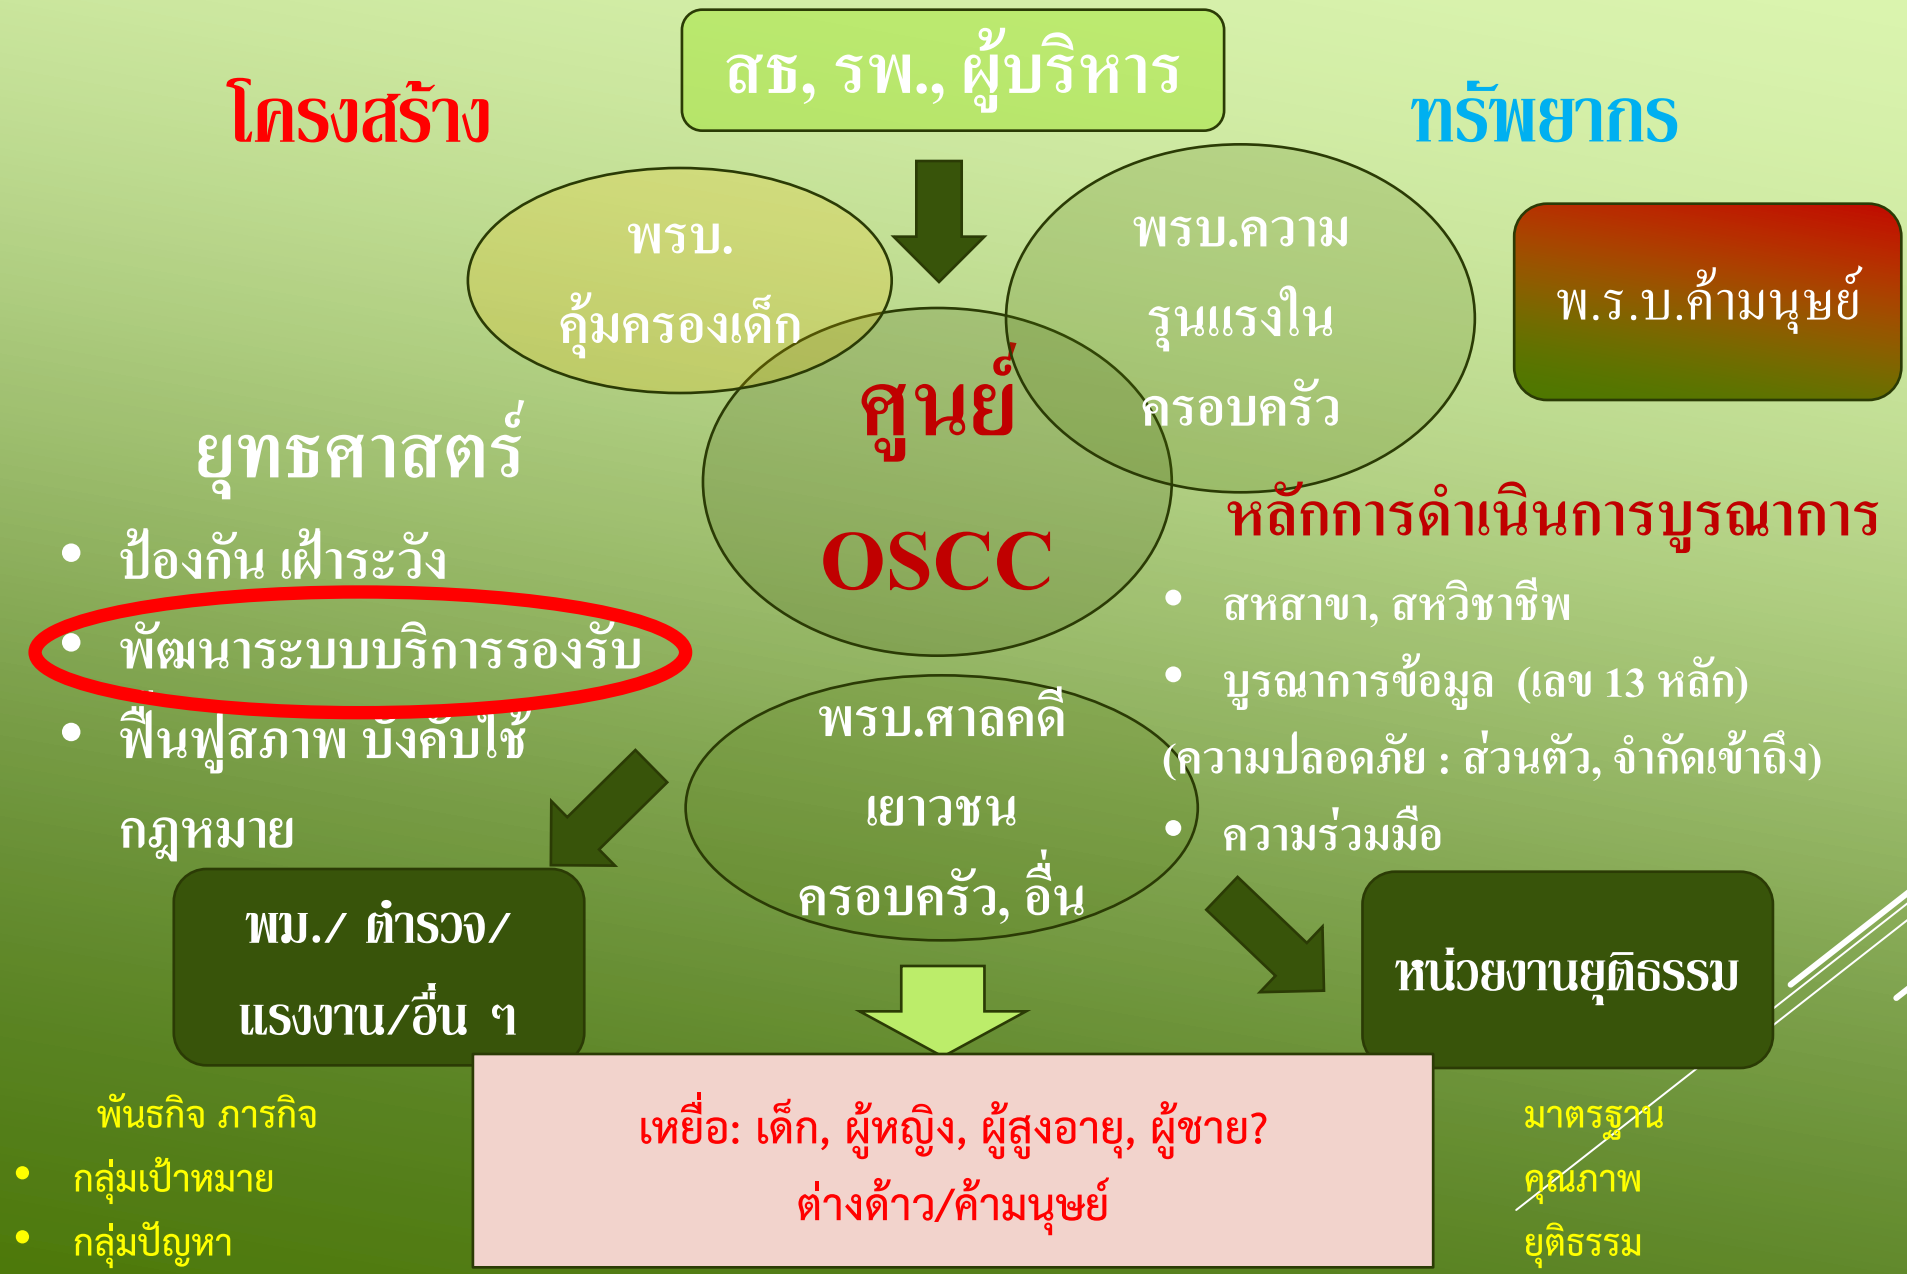 สธ, รพ., ผู้บริหาร
โครงสร้าง
ทรัพยากร
พรบ.
คุ้มครองเด็ก
พรบ.ความ
รุนแรงใน
ครอบครัว
พ.ร.บ.ค้ามนุษย์
ศูนย์
OSCC
ยุทธศาสตร์
• ป้องกัน เฝ้าระวัง
• พัฒนาระบบบริการรองรับ
• ฟื้นฟูสภาพ บังคับใช้
กฎหมาย
หลักการดำเนินการบูรณาการ
• สหสาขา, สหวิชาชีพ
• บูรณาการข้อมูล (เลข 13 หลัก)
(ความปลอดภัย : ส่วนตัว, จำกัดเข้าถึง)
• ความร่วมมือ
พรบ.ศาลคดี
เยาวชน
ครอบครัว, อื่น
พม./ ตำรวจ/
แรงงาน/อื่น ๆ
หน่วยงานยุติธรรม
เหยื่อ: เด็ก, ผู้หญิง, ผู้สูงอายุ, ผู้ชาย?
ต่างด้าว/ค้ามนุษย์
พันธกิจ ภารกิจ
• กลุ่มเป้าหมาย
• กลุ่มปัญหา
มาตรฐาน
คุณภาพ
ยุติธรรม